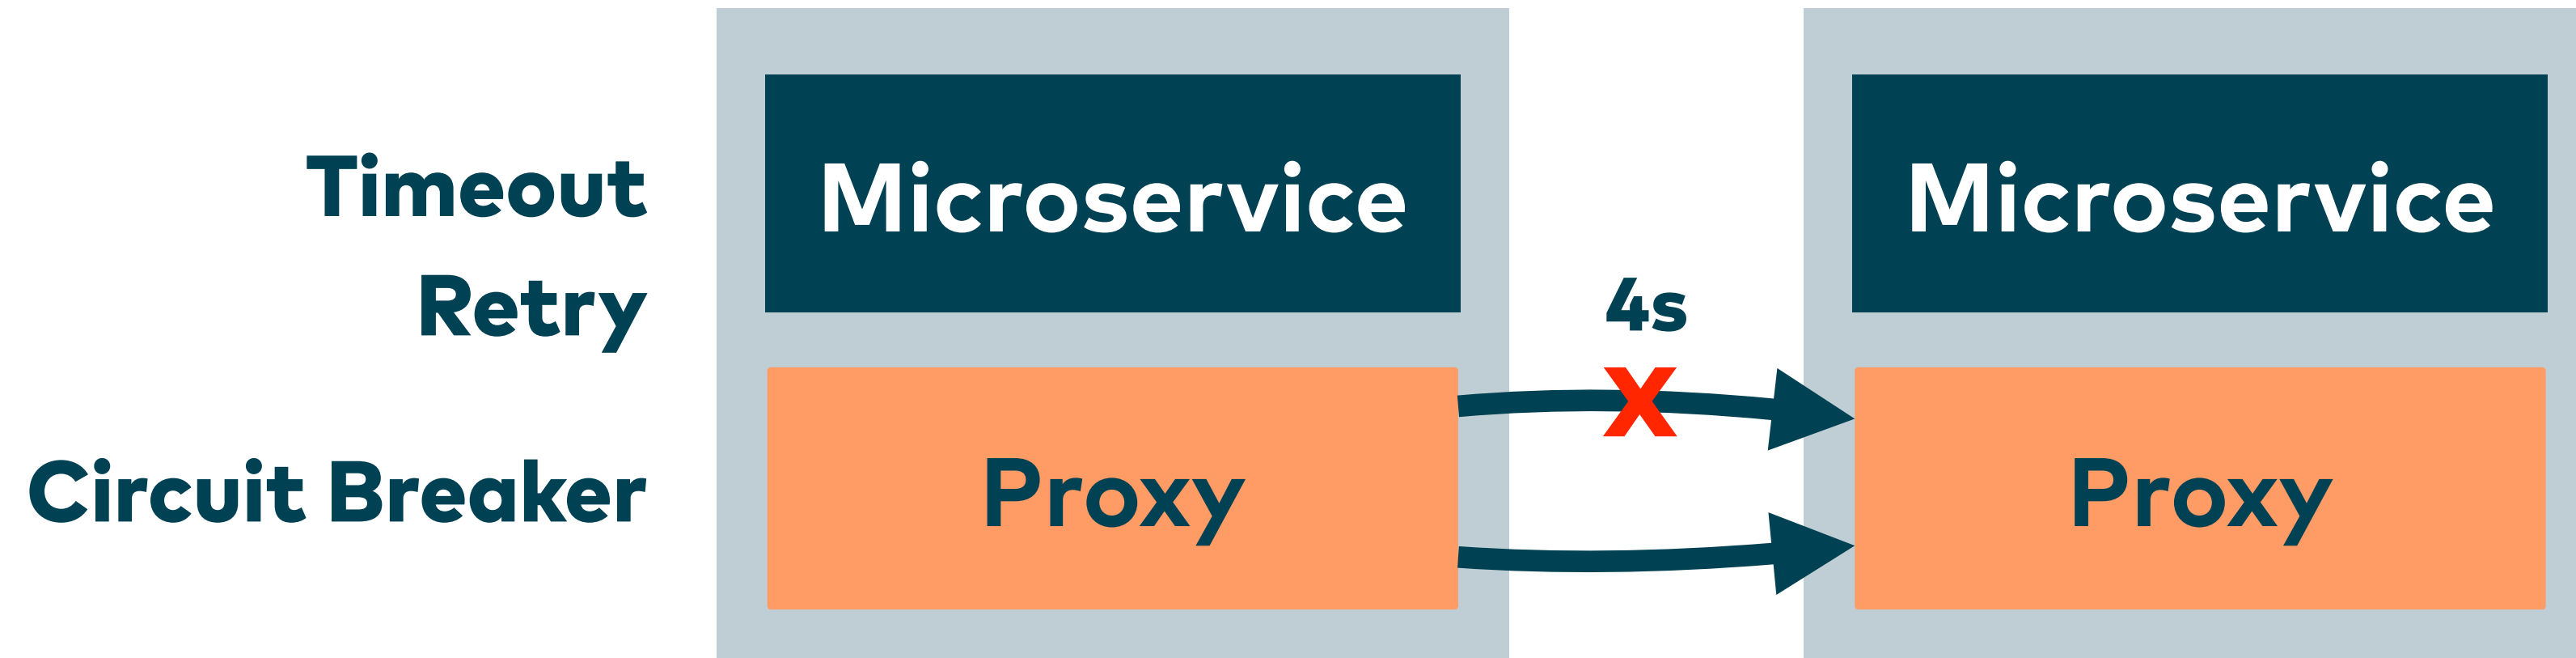 Timeout
Retry
Circuit Breaker
Microservice
Proxy
4s
X
Microservice
Proxy